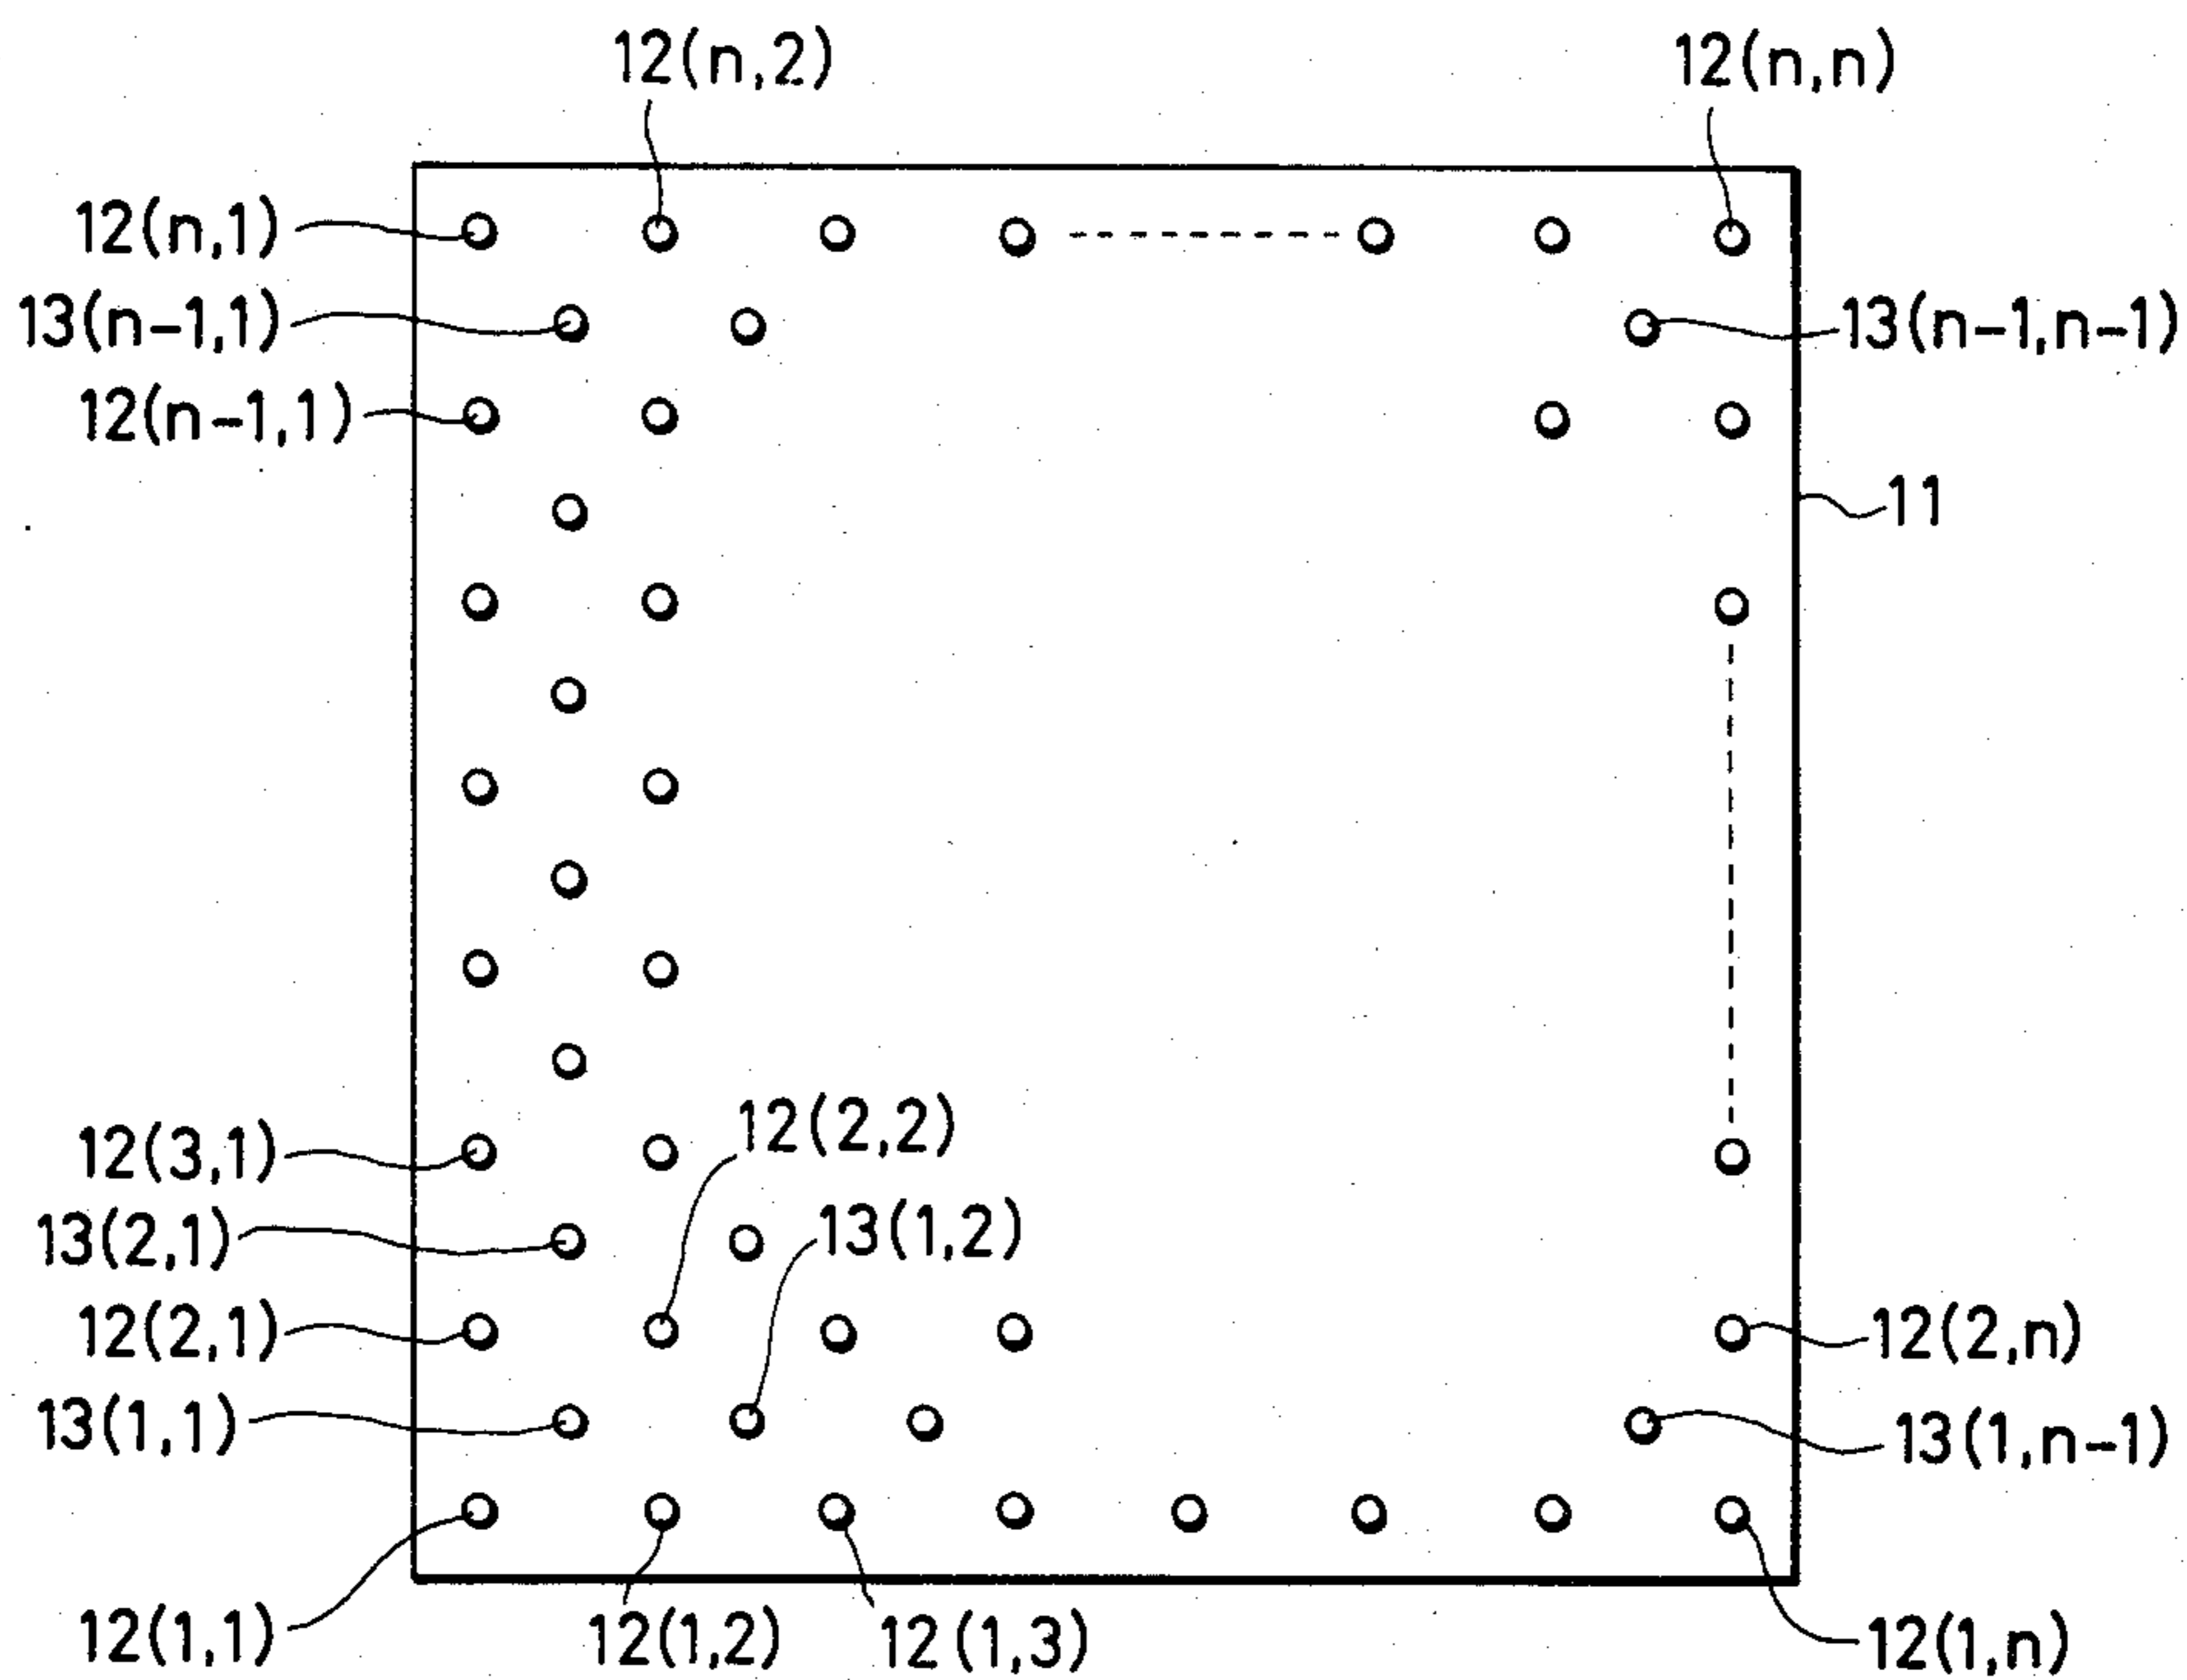 12(n,2)
12(n,n)
12(n,1)
13(n-1,1)
13(n-1,n-1)
12(n-1,1)
11
12(2,2)
12(3,1)
13(1,2)
13(2,1)
12(2,1)
12(2,n)
13(1,1)
13(1,n-1)
12(1,1)
12(1,2)
12(1,3)
12(1,n)